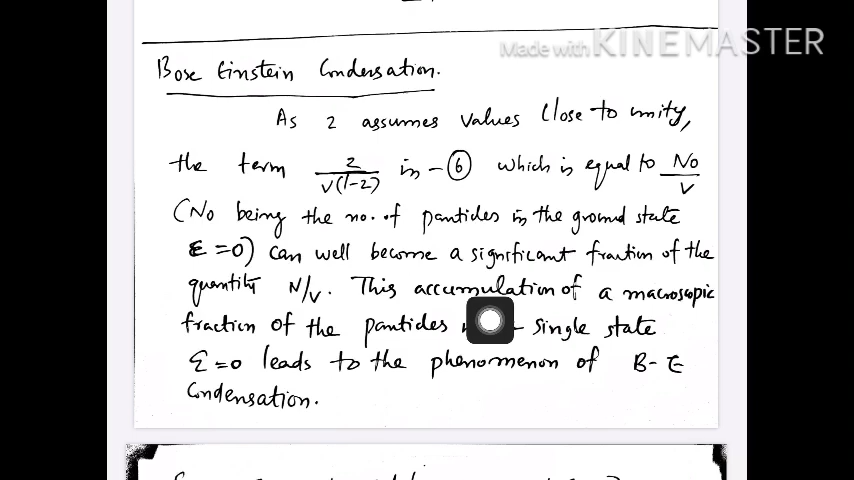 Made with KINEMASTER
Bose Einstein Condensation.
As z assumes values close to unity,
the term z/V(1-z) in -⑥ which is equal to No/V
(No being the no. of particles in the ground state
ε=0) can well become a significant fraction of the
quantity N/V. This accumulation of a macroscopic
fraction of the particles single state
ε=0 leads to the phenomenon of B-E
Condensation.